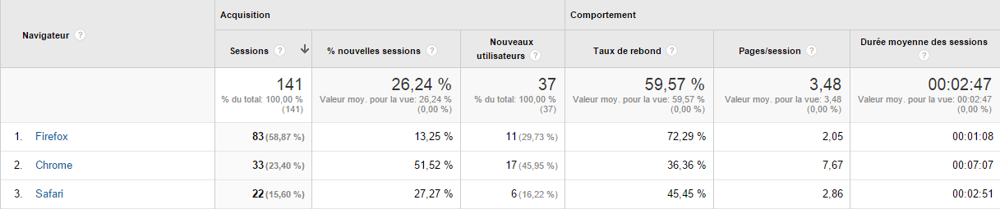 Acquisition Comportement
Navigateur ? Sessions ? % nouvelles sessions ? Nouveaux utilisateurs ? Taux de rebond ? Pages/session ? Durée moyenne des sessions ?
141 26,24 % 37 59,57 % 3,48 00:02:47
% du total: 100,00 % Valeur moy. pour la vue: 26,24 % % du total: 100,00 % Valeur moy. pour la vue: 59,57 % Valeur moy. pour la vue: 3,48 Valeur moy. pour la vue: 00:02:47
(141) (0,00 %) (37) (0,00 %) (0,00 %) (0,00 %)
1. Firefox 83 (58,87 %) 13,25 % 11 (29,73 %) 72,29 % 2,05 00:01:08
2. Chrome 33 (23,40 %) 51,52 % 17 (45,95 %) 36,36 % 7,67 00:07:07
3. Safari 22 (15,60 %) 27,27 % 6 (16,22 %) 45,45 % 2,86 00:02:51